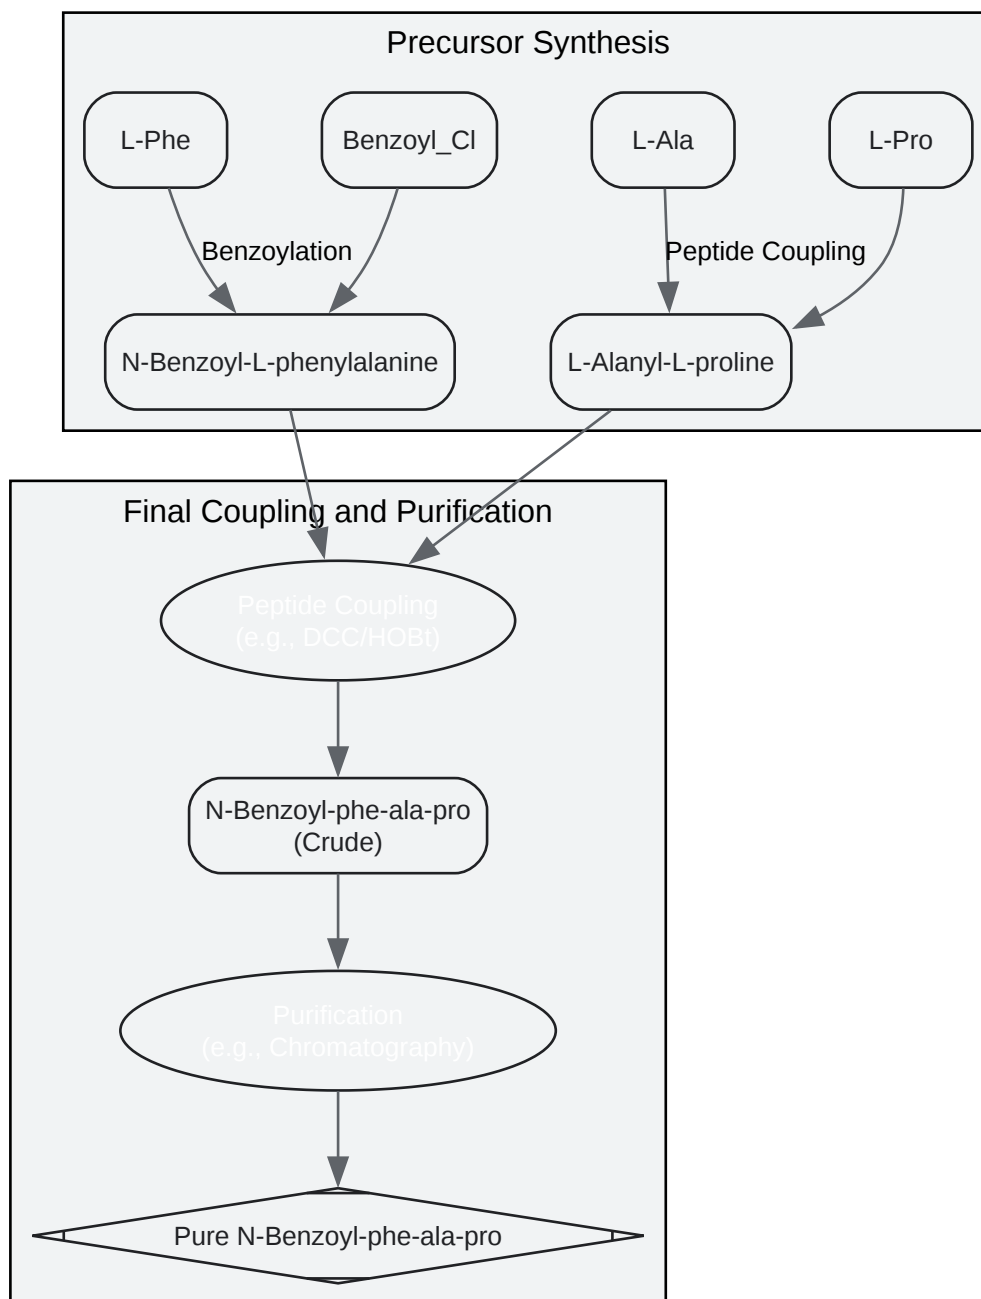 Precursor Synthesis
L-Phe
Benzoyl_Cl
L-Ala
L-Pro
Benzoylation
Peptide Coupling
N-Benzoyl-L-phenylalanine
L-Alanyl-L-proline
Final Coupling and Purification
Peptide Coupling
(e.g., DCC/HOBt)
N-Benzoyl-phe-ala-pro
(Crude)
Purification
(e.g., Chromatography)
Pure N-Benzoyl-phe-ala-pro